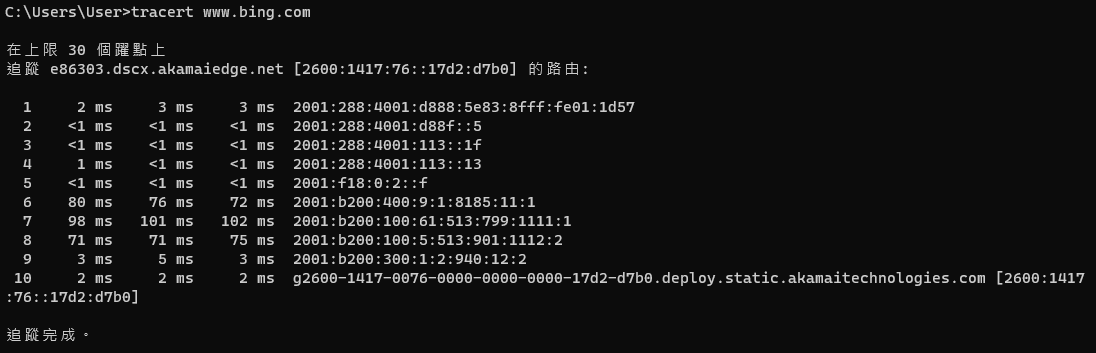 C:\Users\User>tracert www.bing.com
在上限 30 個躍點上
追蹤 e86303.dscx.akamaiedge.net [2600:1417:76::17d2:d7b0] 的路由:
1 2 ms 3 ms 3 ms 2001:288:4001:d888:5e83:8fff:fe01:1d57
2 <1 ms <1 ms <1 ms 2001:288:4001:d88f::5
3 <1 ms <1 ms <1 ms 2001:288:4001:113::1f
4 1 ms <1 ms <1 ms 2001:288:4001:113::13
5 <1 ms <1 ms <1 ms 2001:f18:0:2::f
6 80 ms 76 ms 72 ms 2001:b200:400:9:1:8185:11:1
7 98 ms 101 ms 102 ms 2001:b200:100:61:513:799:1111:1
8 71 ms 71 ms 75 ms 2001:b200:100:5:513:901:1112:2
9 3 ms 5 ms 3 ms 2001:b200:300:1:2:940:12:2
10 2 ms 2 ms 2 ms g2600-1417-0076-0000-0000-0000-17d2-d7b0.deploy.static.akamaitechnologies.com [2600:1417
:76::17d2:d7b0]
追蹤完成。